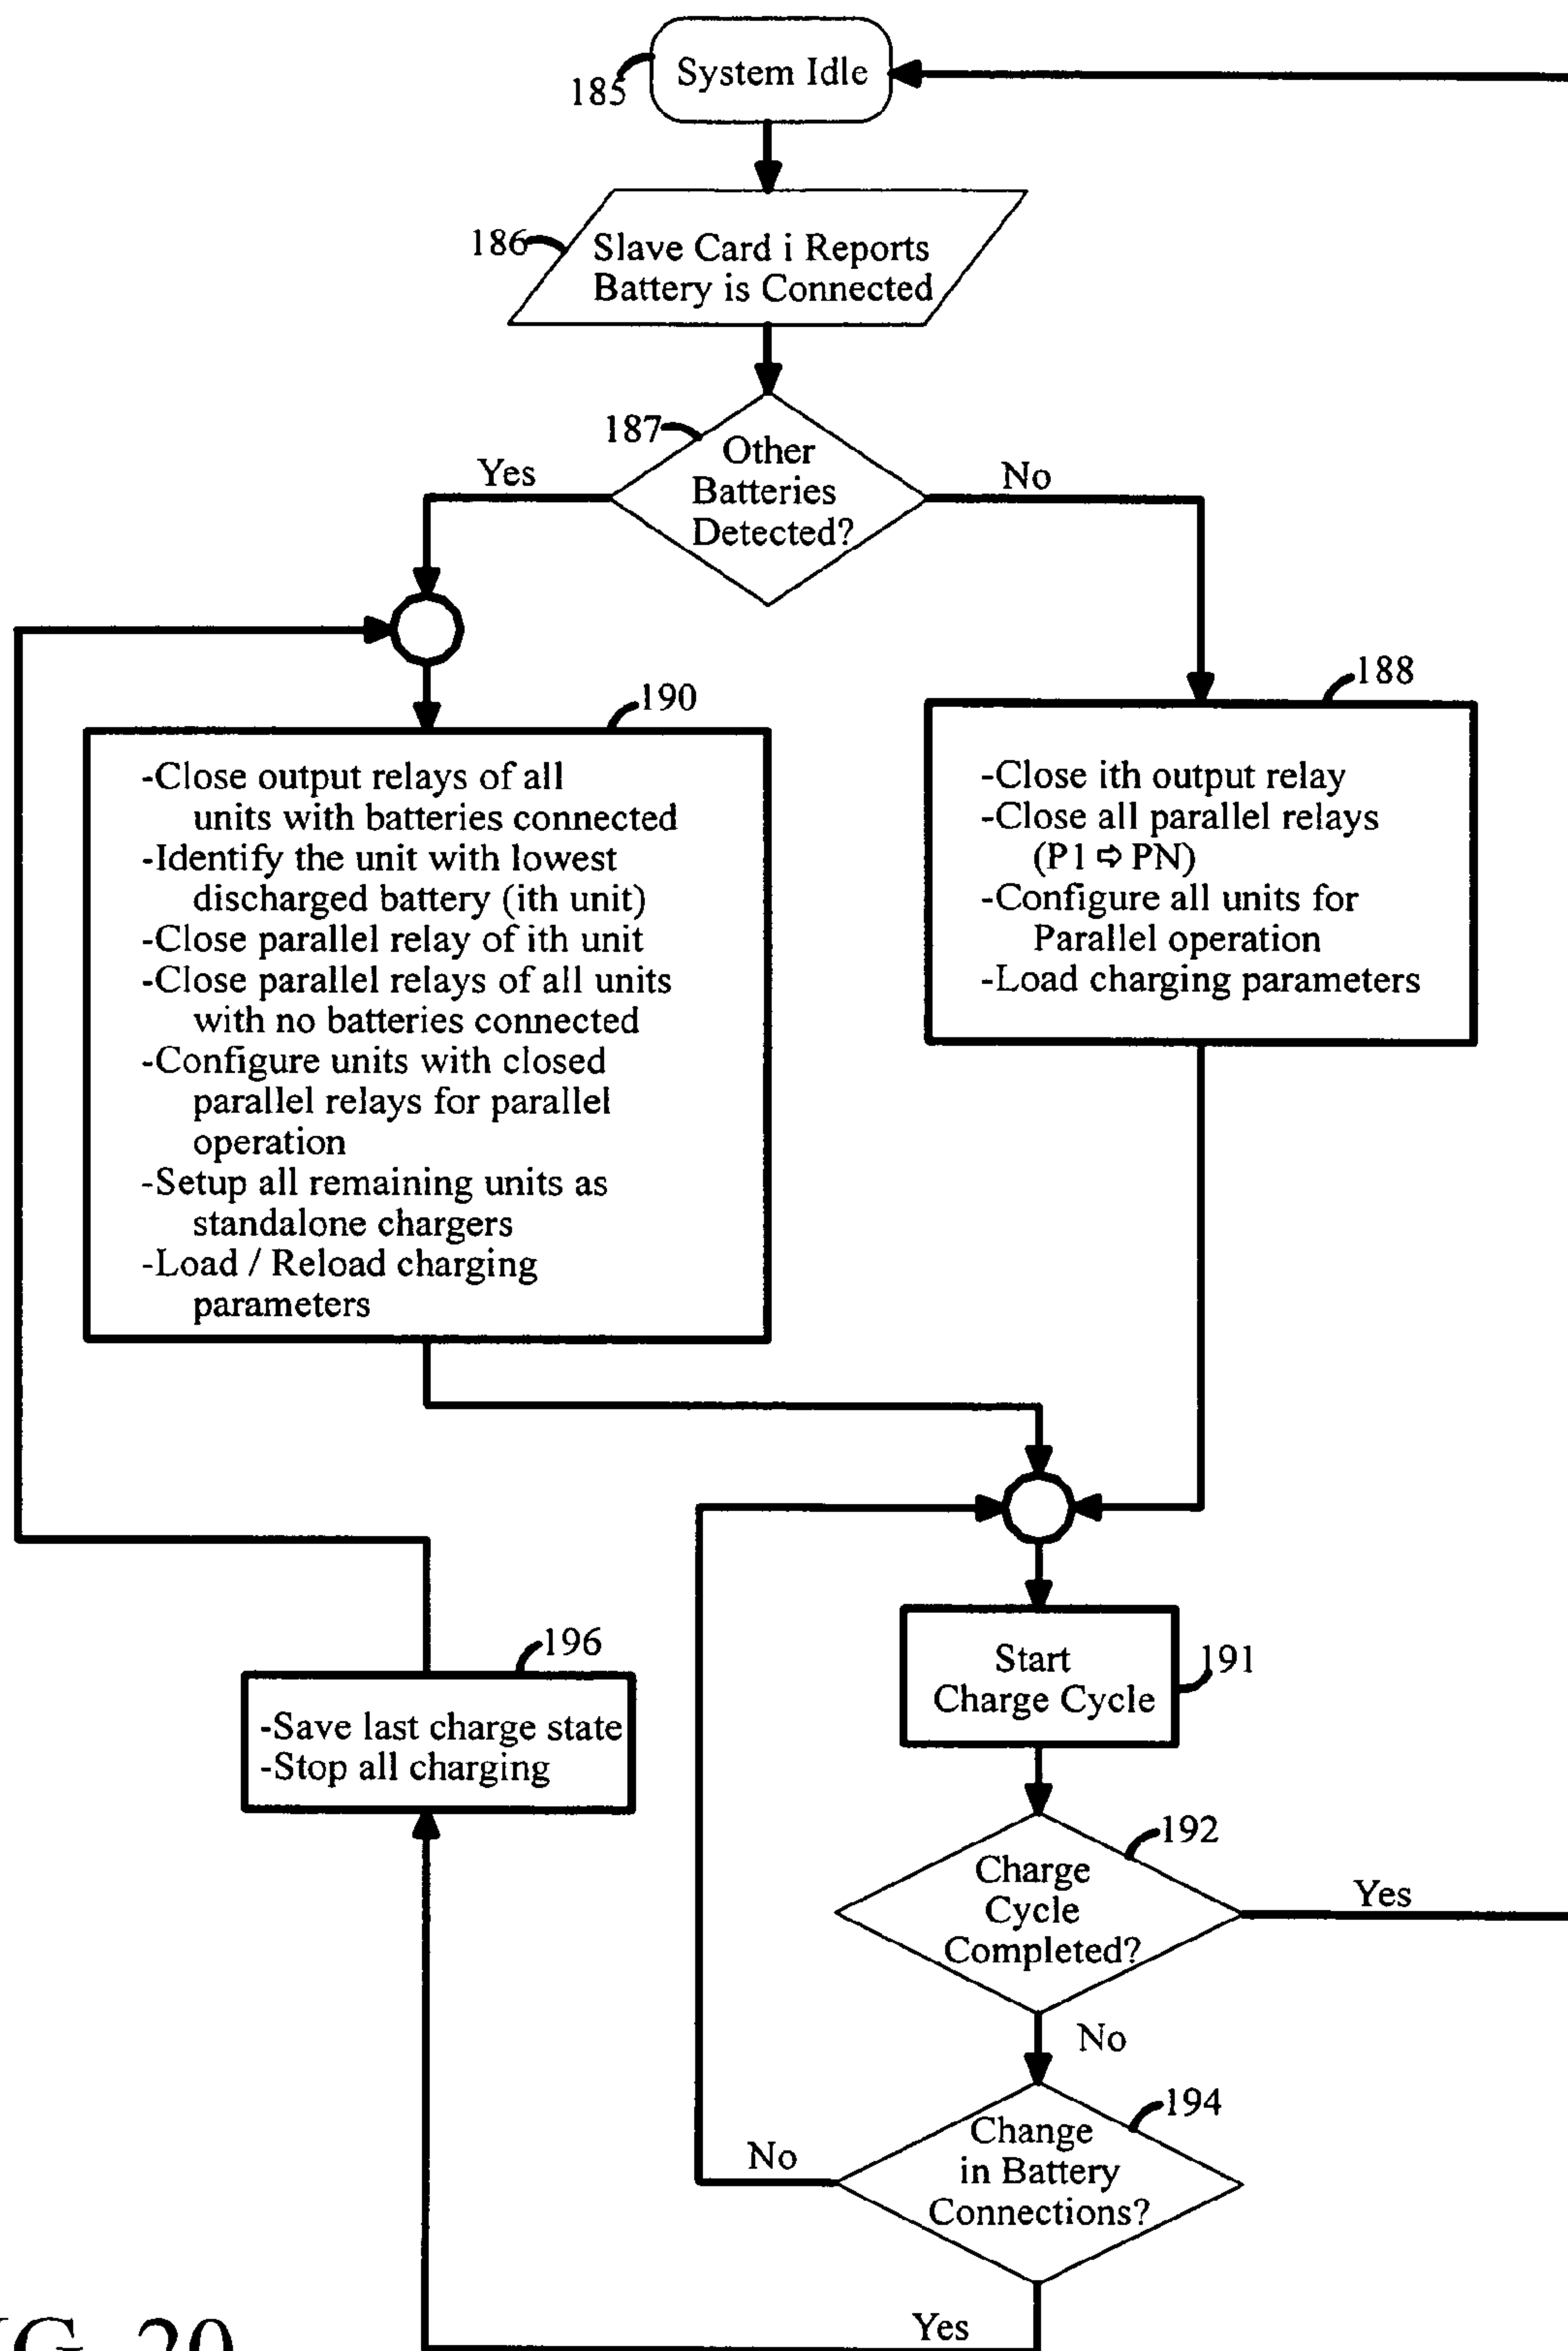 System Idle
185
186
Slave Card i Reports
Battery is Connected
187
Other
Batteries
Detected?
Yes
No
190
-Close output relays of all
units with batteries connected
-Identify the unit with lowest
discharged battery (ith unit)
-Close parallel relay of ith unit
-Close parallel relays of all units
with no batteries connected
-Configure units with closed
parallel relays for parallel
operation
-Setup all remaining units as
standalone chargers
-Load / Reload charging
parameters
188
-Close ith output relay
-Close all parallel relays
(P1 ⇨ PN)
-Configure all units for
Parallel operation
-Load charging parameters
196
-Save last charge state
-Stop all charging
Start
Charge Cycle
191
192
Charge
Cycle
Completed?
Yes
No
194
Change
in Battery
Connections?
No
Yes